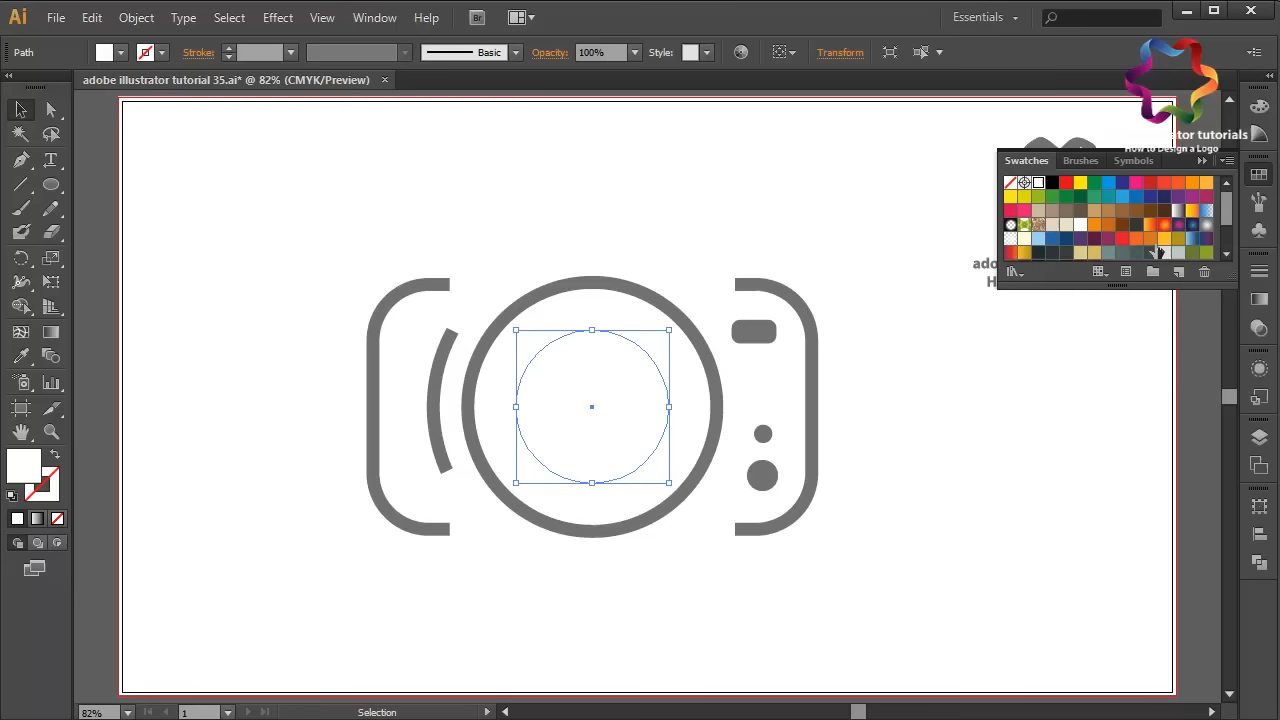 Ai File Edit Object Type Select Effect View Window Help Br Essentials
Path Stroke: Basic Opacity: 100% Style: Transform
adobe illustrator tutorial 35.ai* @ 82% (CMYK/Preview)
tor tutorials
How to Design a Logo
Swatches Brushes Symbols
ado
H
82% 1 Selection